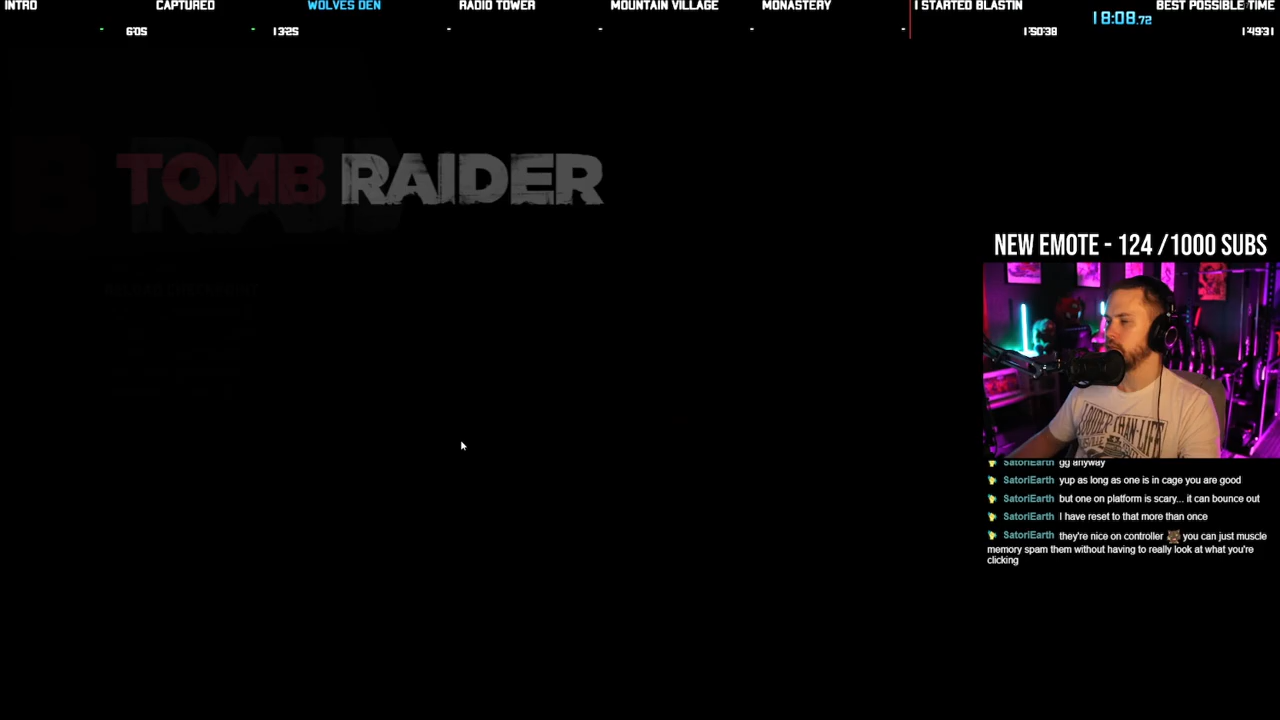 INTRO CAPTURED WOLVES DEN RADIO TOWER MOUNTAIN VILLAGE MONASTERY I STARTED BLASTIN 18:08.72 BEST POSSIBLE TIME
- 6:05 - 13:25 - - - - 1:50:38 1:49:31
TOMB RAIDER
NEW EMOTE - 124 /1000 SUBS
LOUDER THAN LIFE
SatoriEarth gg anyway
SatoriEarth yup as long as one is in cage you are good
SatoriEarth but one on platform is scary... it can bounce out
SatoriEarth I have reset to that more than once
SatoriEarth they're nice on controller you can just muscle
memory spam them without having to really look at what you're
clicking